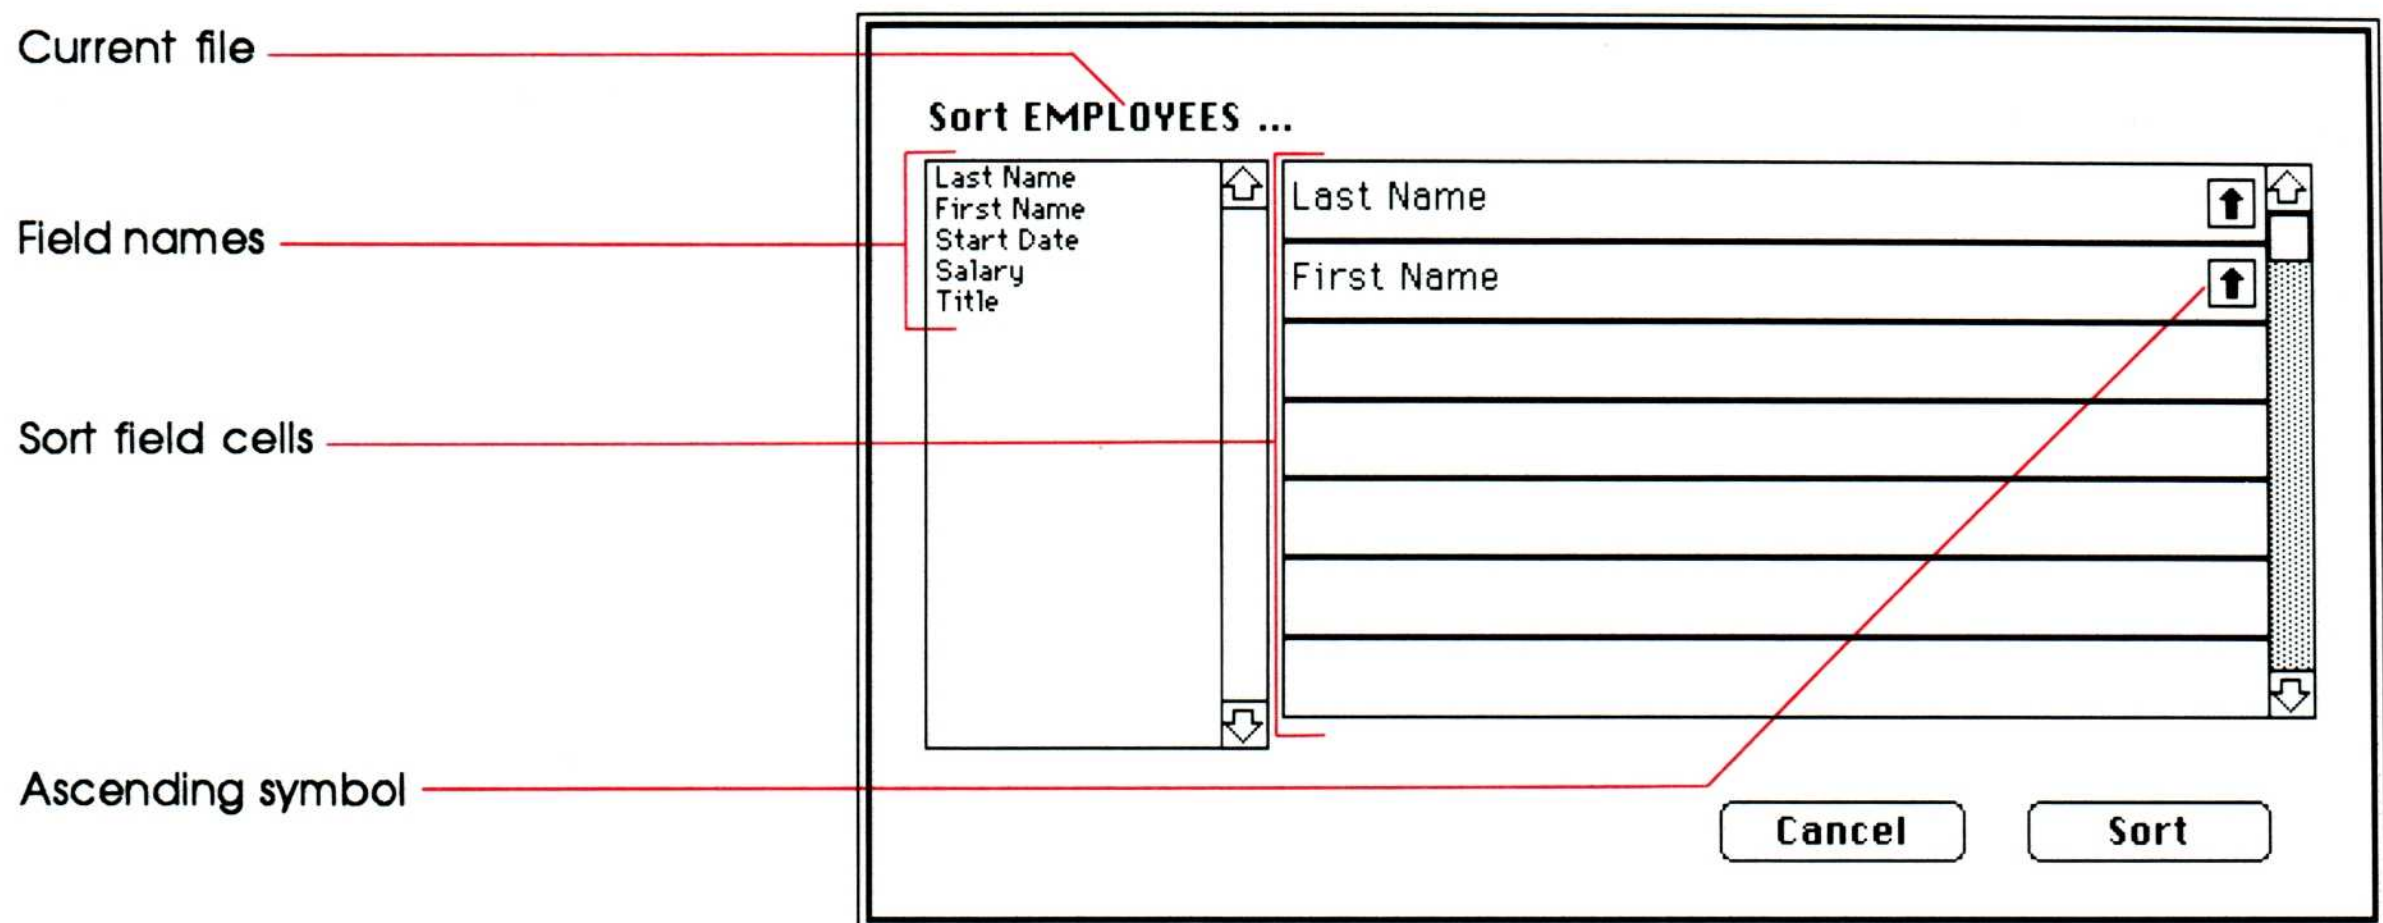 Current file
Sort EMPLOYEES ...
Field names
Last Name
First Name
Start Date
Salary
Title
Last Name
First Name
Sort field cells
Ascending symbol
Cancel
Sort